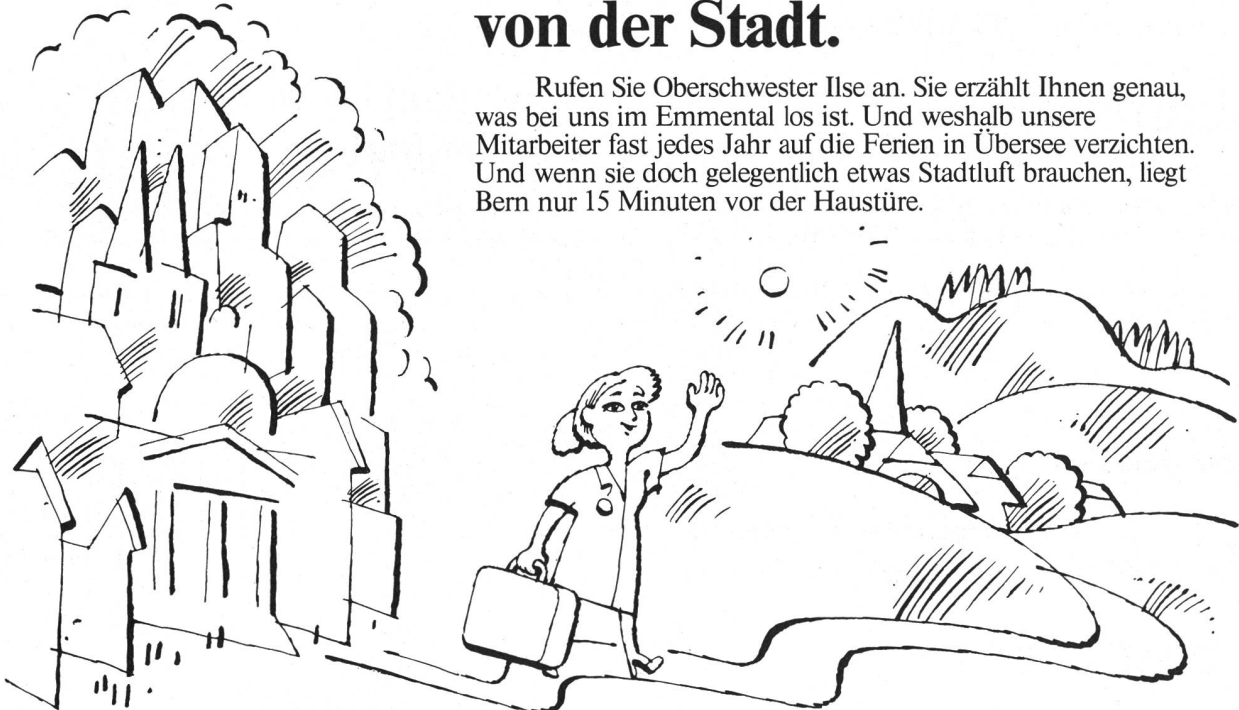 von der Stadt.
Rufen Sie Oberschwester Ilse an. Sie erzählt Ihnen genau,
was bei uns im Emmental los ist. Und weshalb unsere
Mitarbeiter fast jedes Jahr auf die Ferien in Übersee verzichten.
Und wenn sie doch gelegentlich etwas Stadtluft brauchen, liegt
Bern nur 15 Minuten vor der Haustüre.